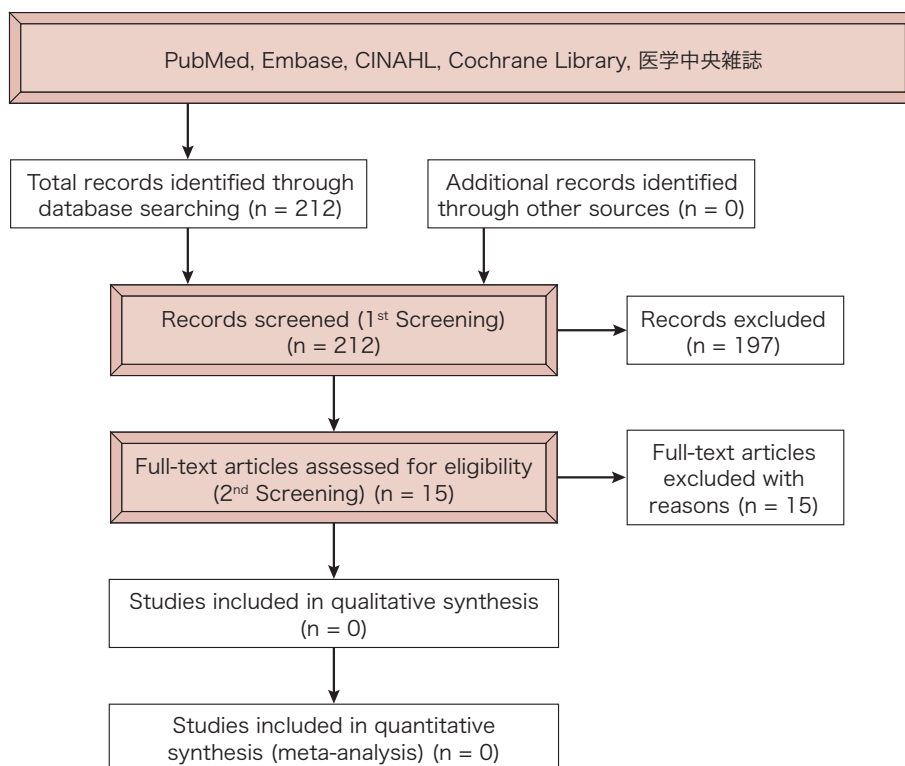 PubMed, Embase, CINAHL, Cochrane Library, 医学中央雑誌
Total records identified through
database searching (n = 212)
Additional records identified
through other sources (n = 0)
Records screened (1st Screening)
(n = 212)
Records excluded
(n = 197)
Full-text articles assessed for eligibility
(2nd Screening) (n = 15)
Full-text articles
excluded with
reasons (n = 15)
Studies included in qualitative synthesis
(n = 0)
Studies included in quantitative
synthesis (meta-analysis) (n = 0)